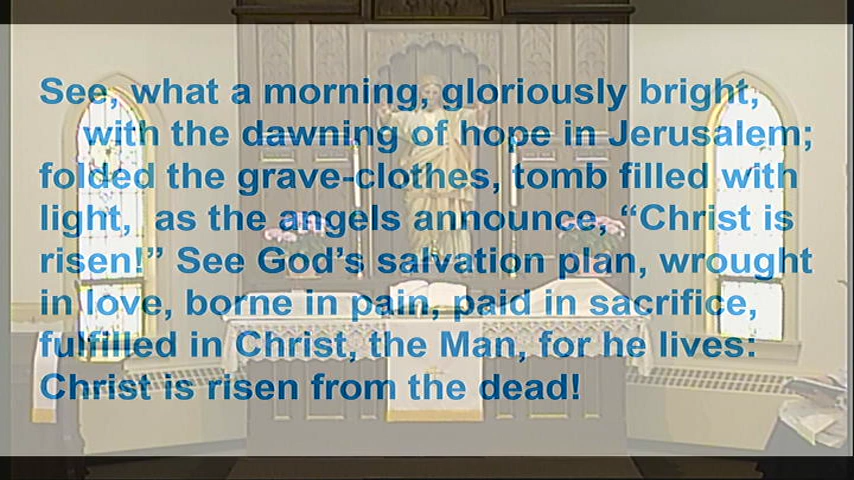 See, what a morning, gloriously bright,
with the dawning of hope in Jerusalem;
folded the grave-clothes, tomb filled with
light, as the angels announce, “Christ is
risen!” See God’s salvation plan, wrought
in love, borne in pain, paid in sacrifice,
fulfilled in Christ, the Man, for he lives:
Christ is risen from the dead!